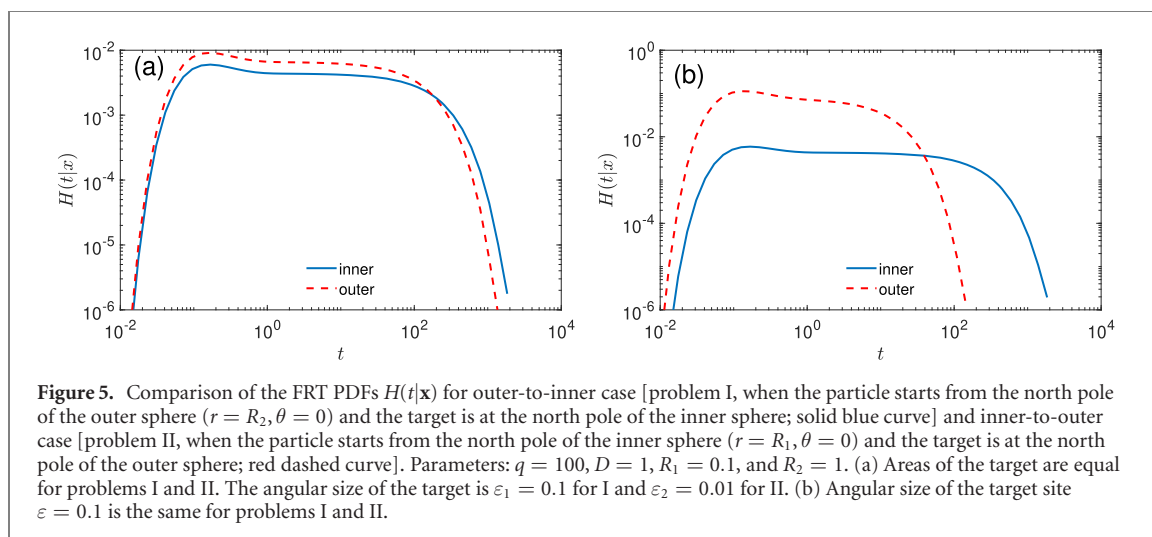 (a)
10^-2
10^-3
10^-4
10^-5
10^-6
H(t|x)
inner
outer
10^-2 10^0 10^2 10^4
t
(b)
10^0
10^-2
10^-4
10^-6
H(t|x)
inner
outer
10^-2 10^0 10^2 10^4
t
Figure 5. Comparison of the FRT PDFs H(t|x) for outer-to-inner case [problem I, when the particle starts from the north pole
of the outer sphere (r = R₂, θ = 0) and the target is at the north pole of the inner sphere; solid blue curve] and inner-to-outer
case [problem II, when the particle starts from the north pole of the inner sphere (r = R₁, θ = 0) and the target is at the north
pole of the outer sphere; red dashed curve]. Parameters: q = 100, D = 1, R₁ = 0.1, and R₂ = 1. (a) Areas of the target are equal
for problems I and II. The angular size of the target is ε₁ = 0.1 for I and ε₂ = 0.01 for II. (b) Angular size of the target site
ε = 0.1 is the same for problems I and II.